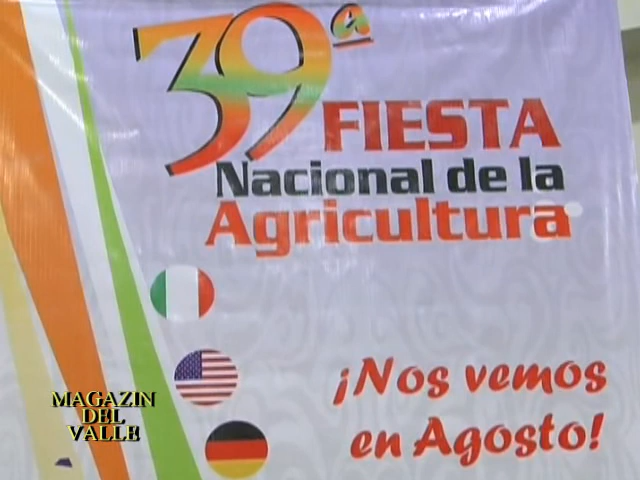 39ª
FIESTA
Nacional de la
Agricultura
¡Nos vemos
en Agosto!
MAGAZIN
DEL
VALLE